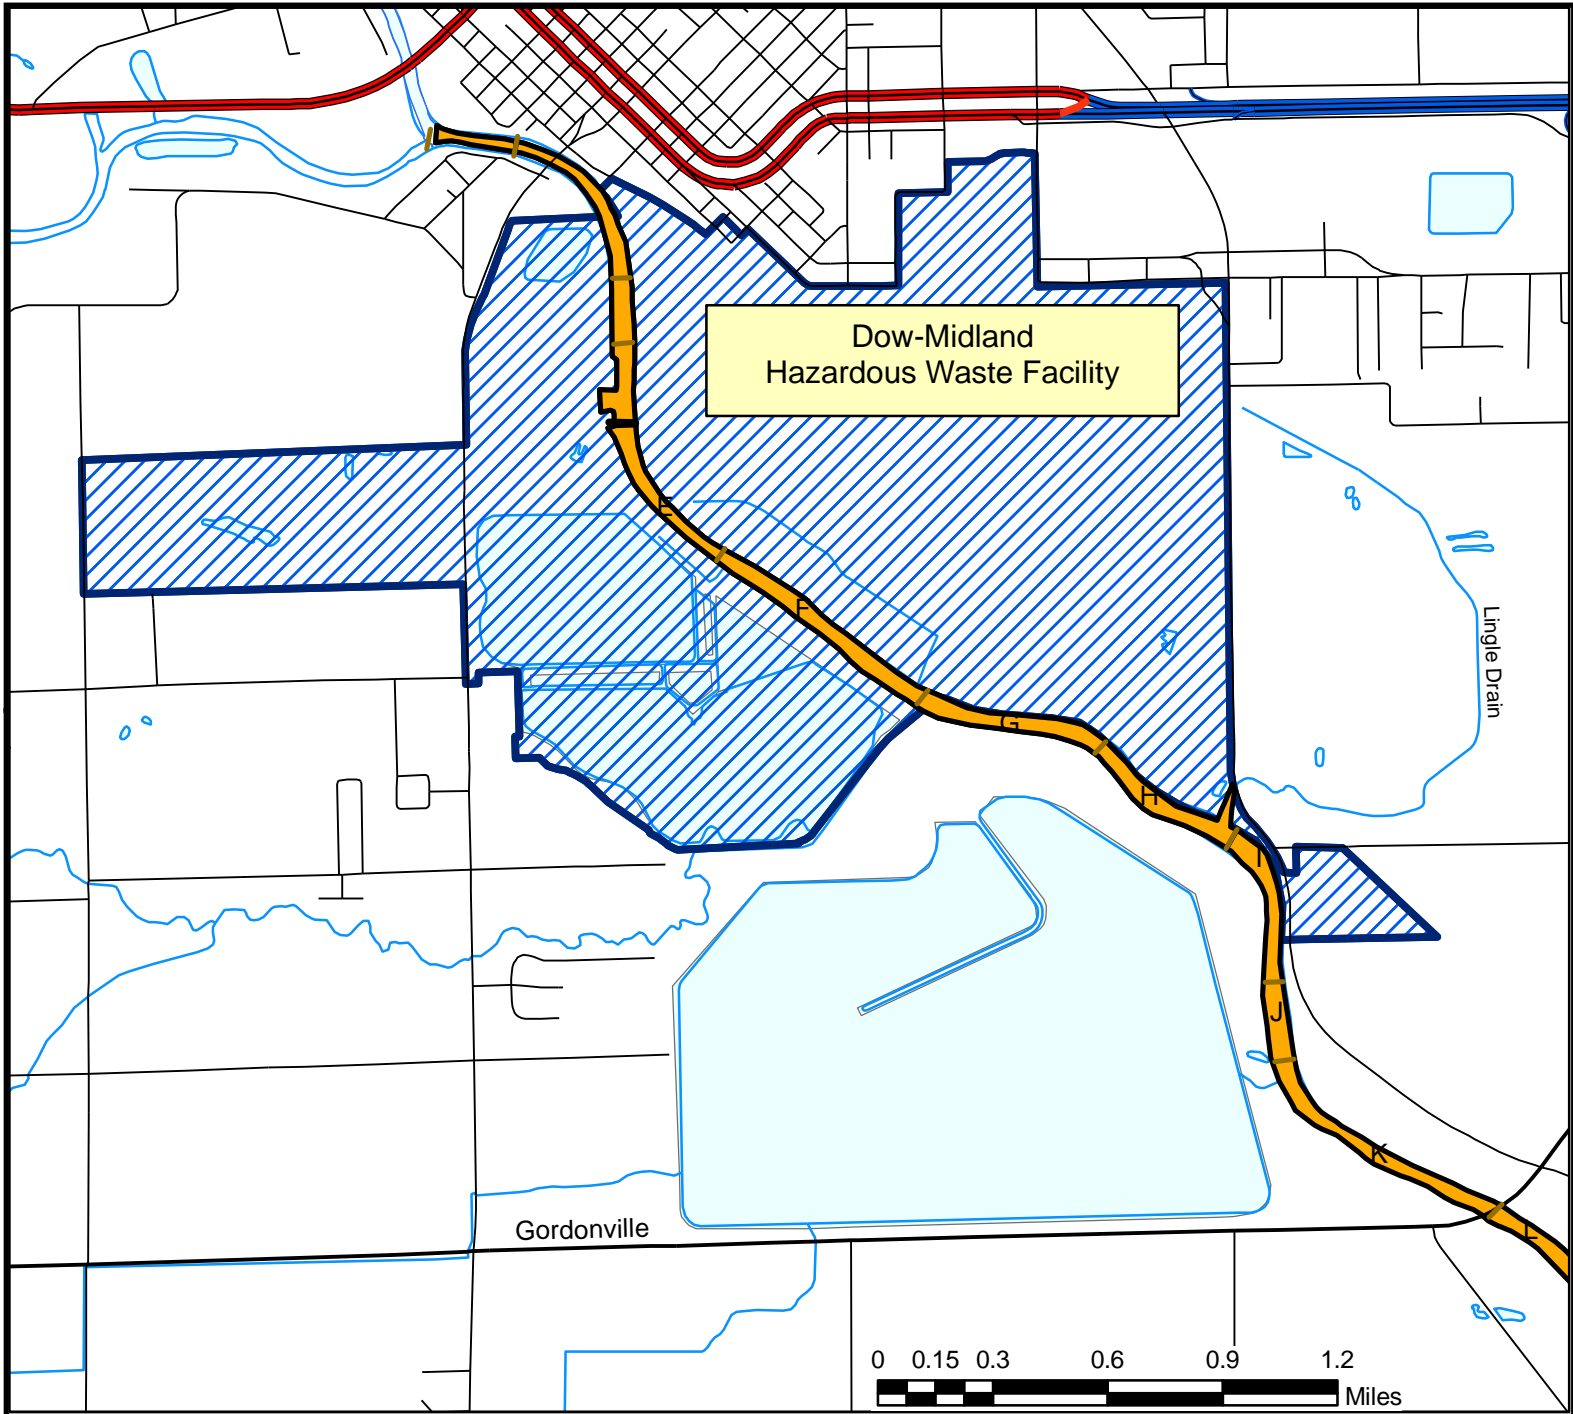 Dow-Midland
Hazardous Waste Facility
E
F
Lingle Drain
G
H
I
J
K
Gordonville
L
0 0.15 0.3 0.6 0.9 1.2
Miles